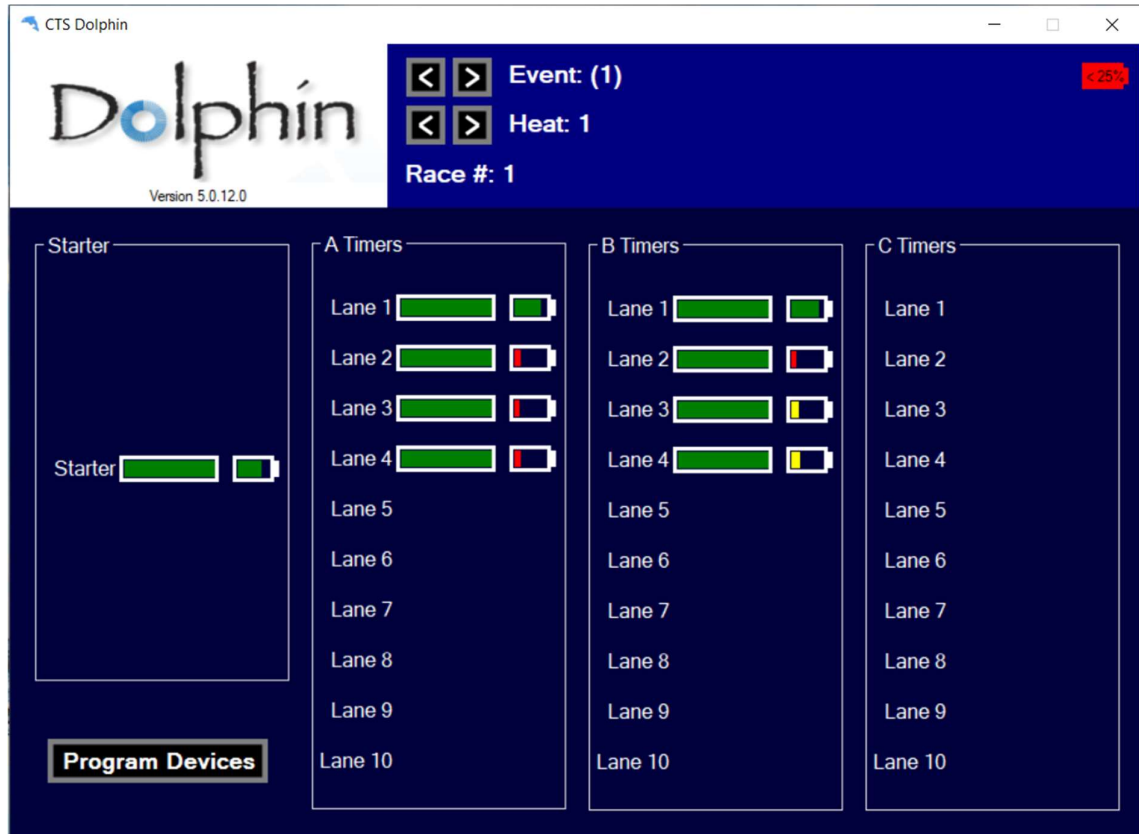 CTS Dolphin
Dolphin
Version 5.0.12.0
< > Event: (1)
< 25%
< > Heat: 1
Race #: 1
Starter
Starter
Program Devices
A Timers
Lane 1
Lane 2
Lane 3
Lane 4
Lane 5
Lane 6
Lane 7
Lane 8
Lane 9
Lane 10
B Timers
Lane 1
Lane 2
Lane 3
Lane 4
Lane 5
Lane 6
Lane 7
Lane 8
Lane 9
Lane 10
C Timers
Lane 1
Lane 2
Lane 3
Lane 4
Lane 5
Lane 6
Lane 7
Lane 8
Lane 9
Lane 10